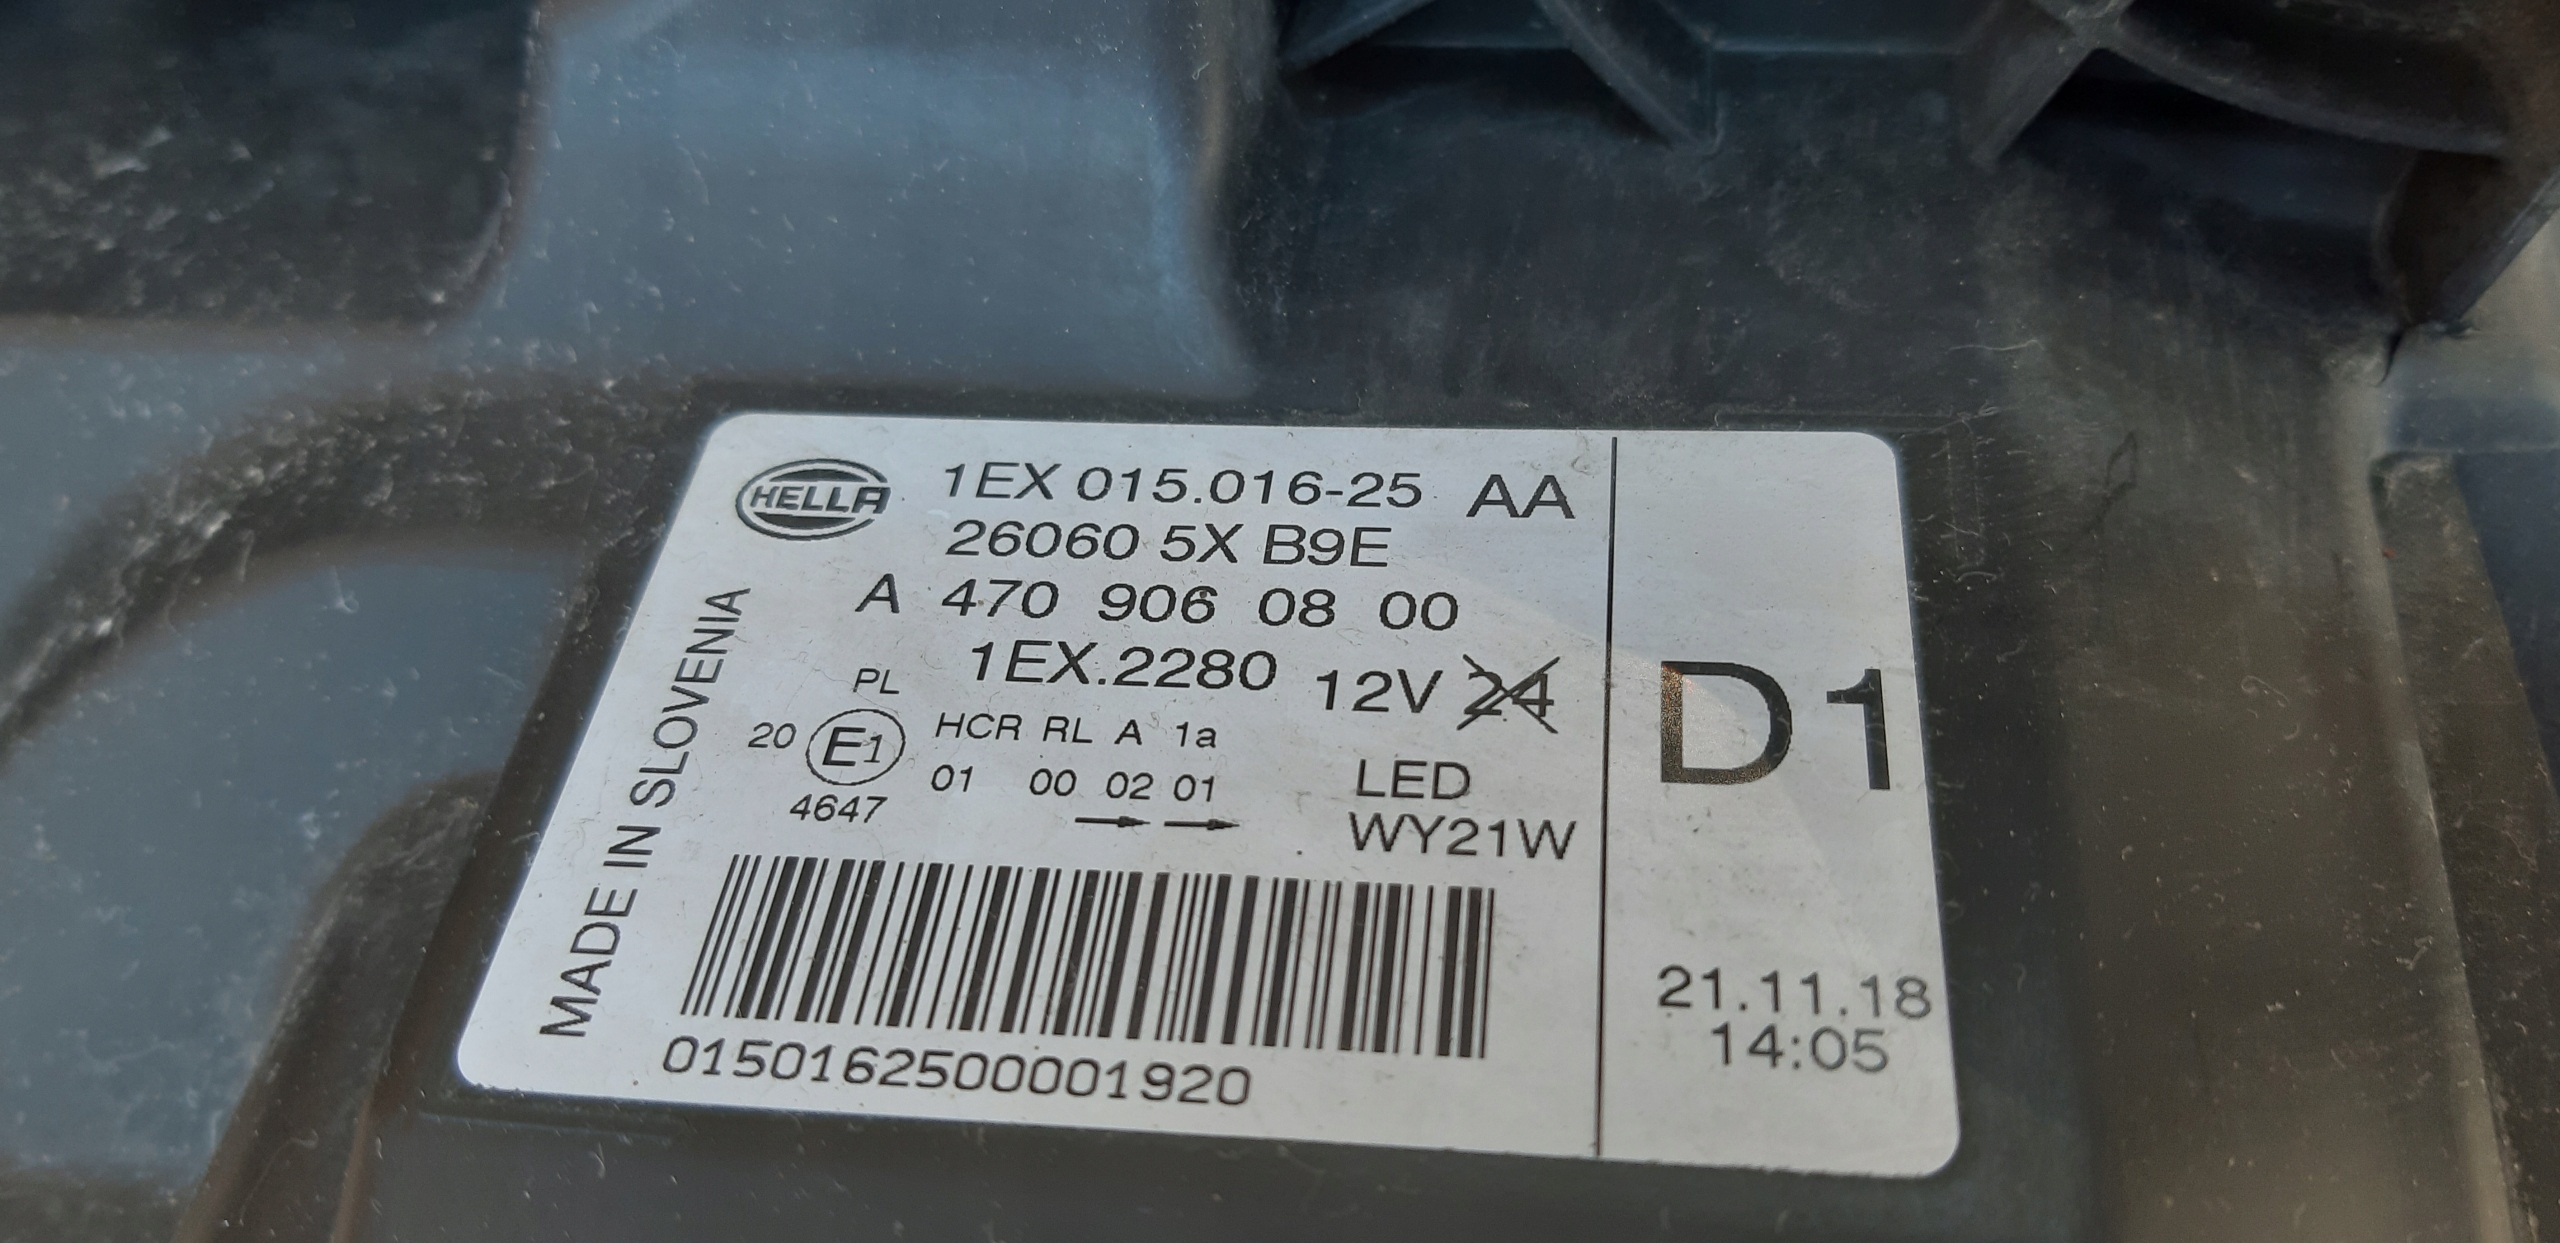 HELLA 1EX 015.016-25 AA
26060 5X B9E
A 470 906 08 00
1EX.2280 12V 24
PL
20 E1 HCR RL A 1a
01 00 02 01
4647
LED
WY21W
MADE IN SLOVENIA
0150162500001920
D1
21.11.18
14:05